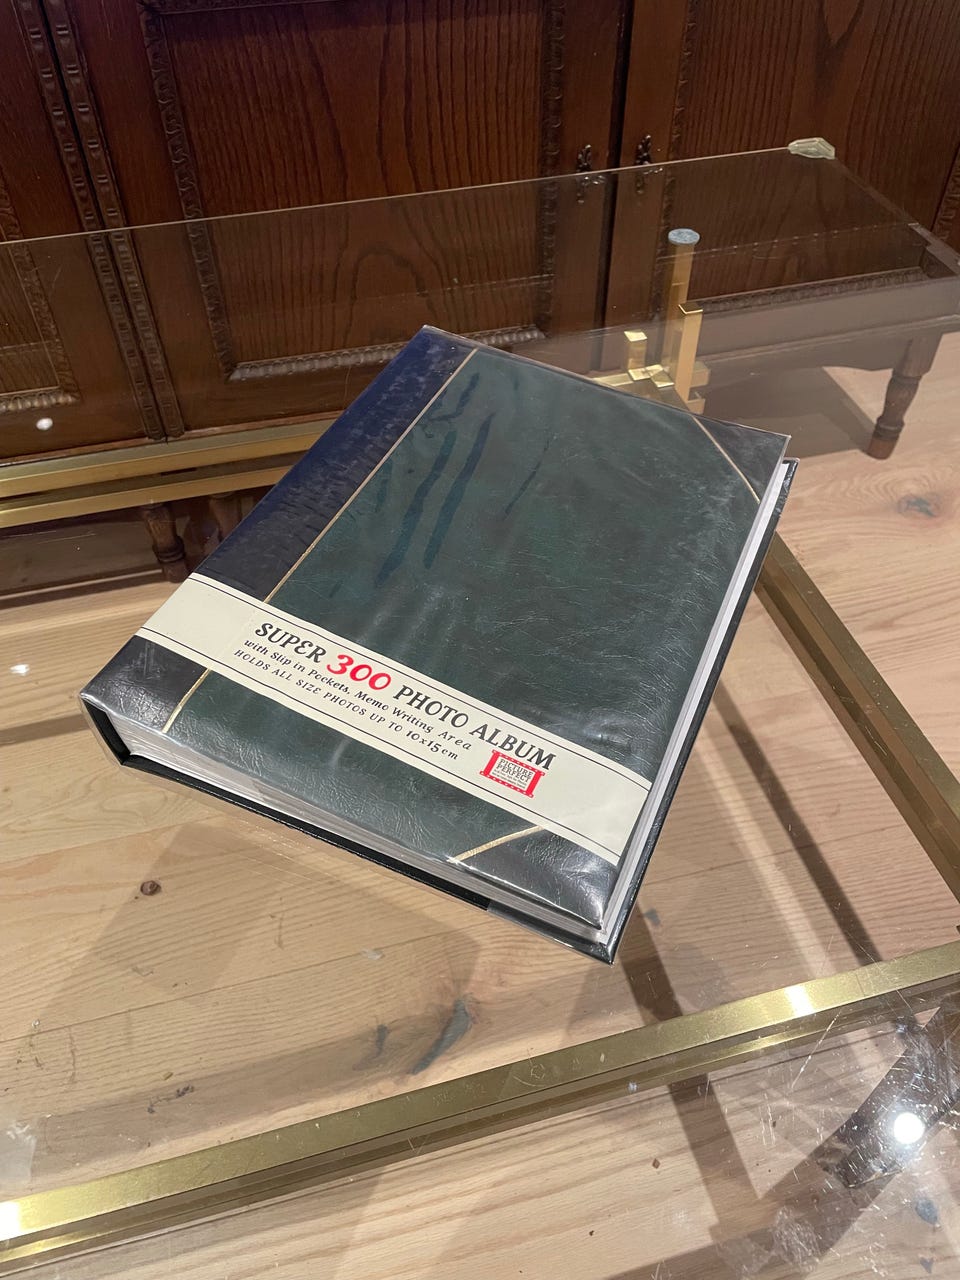 SUPER 300 PHOTO ALBUM
with Slip in Pockets, Memo Writing Area
HOLDS ALL SIZE PHOTOS UP TO 10x15cm
PICTURE
PERFECT